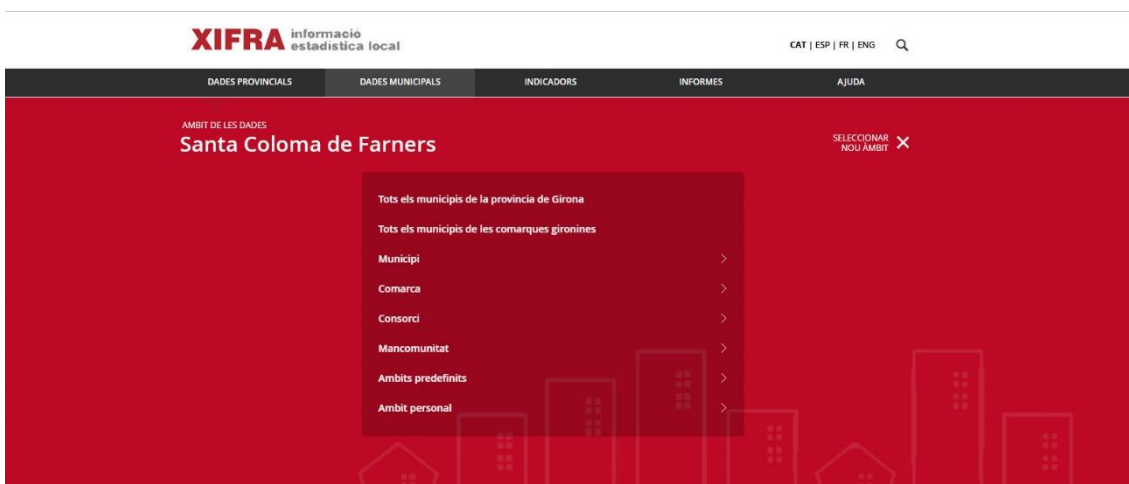 XIFRA informació
estadística local
CAT | ESP | FR | ENG
DADES PROVINCIALS
DADES MUNICIPALS
INDICADORS
INFORMES
AJUDA
AMBIT DE LES DADES
Santa Coloma de Farners
SELECCIONAR
NOU ÀMBIT
Tots els municipis de la provincia de Girona
Tots els municipis de les comarques gironines
Municipi
Comarca
Consorci
Mancomunitat
Ambits predefinits
Ambit personal